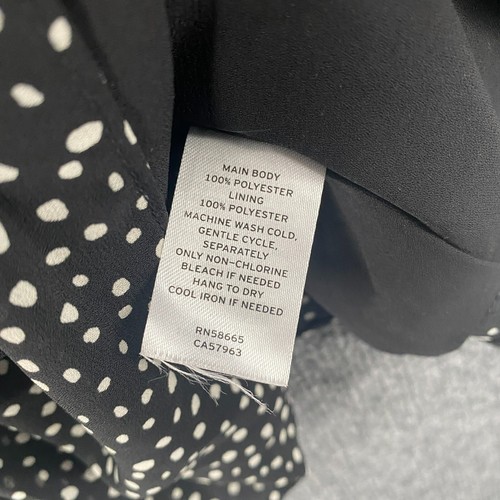 MAIN BODY
100% POLYESTER
LINING
100% POLYESTER
MACHINE WASH COLD,
GENTLE CYCLE,
SEPARATELY
ONLY NON-CHLORINE
BLEACH IF NEEDED
HANG TO DRY
COOL IRON IF NEEDED
RN58665
CA57963